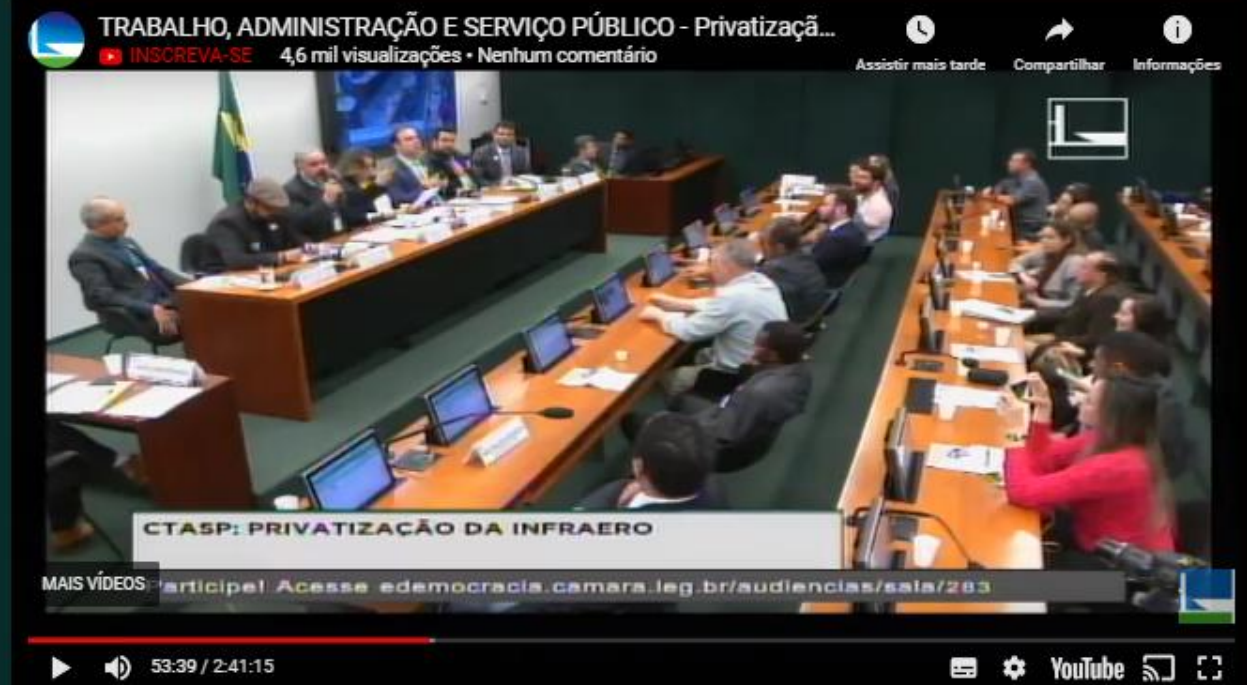 TRABALHO, ADMINISTRAÇÃO E SERVIÇO PÚBLICO - Privatizaçã...
INSCREVA-SE 4,6 mil visualizações • Nenhum comentário
Assistir mais tarde
Compartilhar
Informações
CTASP: PRIVATIZAÇÃO DA INFRAERO
MAIS VÍDEOS
Participe! Acesse edemocracia.camara.leg.br/audiencias/sala/283
53:39 / 2:41:15
YouTube